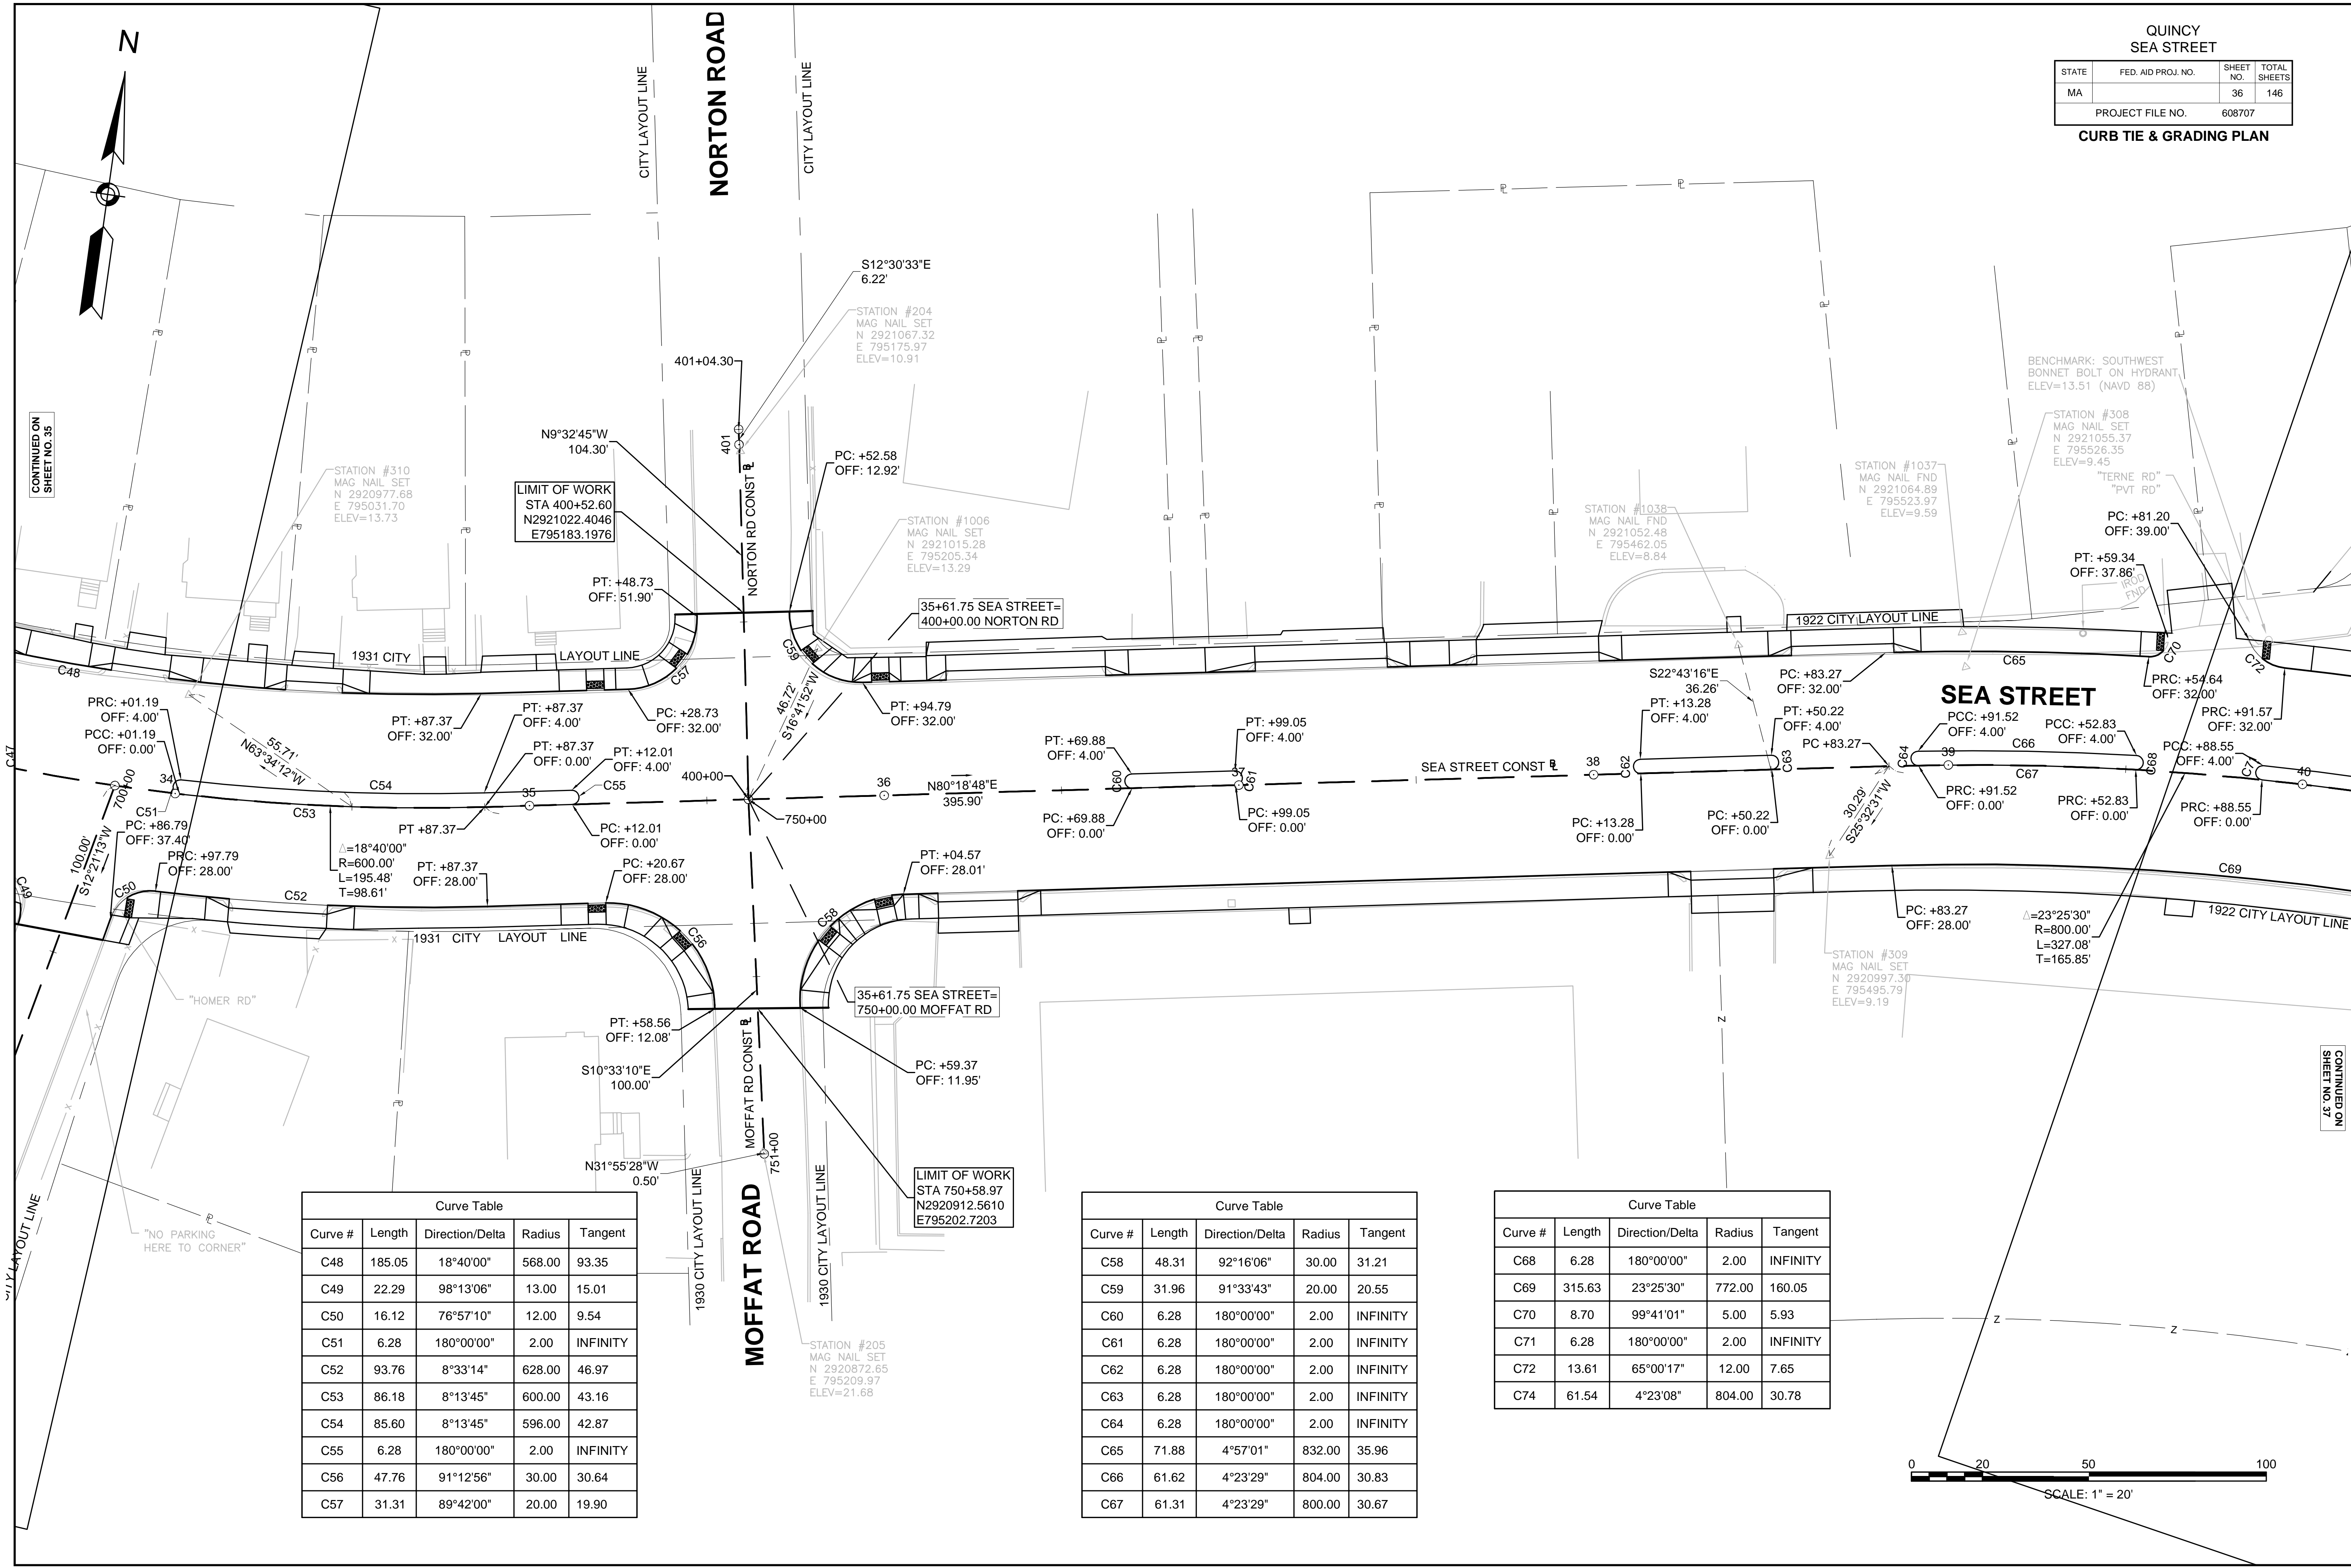 QUINCY
SEA STREET
STATE FED. AID PROJ. NO. SHEET NO. TOTAL SHEETS
MA 36 146
PROJECT FILE NO. 608707
CURB TIE & GRADING PLAN
N
CITY LAYOUT LINE
NORTON ROAD
CITY LAYOUT LINE
CONTINUED ON
SHEET NO. 35
S12°30'33"E
6.22'
STATION #204
MAG NAIL SET
N 2921067.32
E 795175.97
ELEV=10.91
401+04.30
401
N9°32'45"W
104.30'
NORTON RD CONST BL
PC: +52.58
OFF: 12.92'
LIMIT OF WORK
STA 400+52.60
N2921022.4046
E795183.1976
STATION #310
MAG NAIL SET
N 2920977.68
E 795031.70
ELEV=13.73
STATION #1006
MAG NAIL SET
N 2921015.28
E 795205.34
ELEV=13.29
PT: +48.73
OFF: 51.90'
35+61.75 SEA STREET=
400+00.00 NORTON RD
BENCHMARK: SOUTHWEST
BONNET BOLT ON HYDRANT
ELEV=13.51 (NAVD 88)
STATION #308
MAG NAIL SET
N 2921055.37
E 795526.35
ELEV=9.45
STATION #1037
MAG NAIL FND
N 2921064.89
E 795523.97
ELEV=9.59
"TERNE RD"
"PVT RD"
STATION #1038
MAG NAIL FND
N 2921052.48
E 795462.05
ELEV=8.84
PC: +81.20
OFF: 39.00'
PT: +59.34
OFF: 37.86'
IROD
FND
1922 CITY LAYOUT LINE
1931 CITY LAYOUT LINE
C48
C57
C59
C65
C70
C72
SEA STREET
PRC: +01.19
OFF: 4.00'
PCC: +01.19
OFF: 0.00'
PT: +87.37
OFF: 32.00'
PT: +87.37
OFF: 4.00'
PT: +87.37
OFF: 0.00'
PC: +28.73
OFF: 32.00'
PT: +12.01
OFF: 4.00'
46.72'
S16°41'52"W
PT: +94.79
OFF: 32.00'
PT: +69.88
OFF: 4.00'
PT: +99.05
OFF: 4.00'
S22°43'16"E
36.26'
PT: +13.28
OFF: 4.00'
PC: +83.27
OFF: 32.00'
PT: +50.22
OFF: 4.00'
PC +83.27
PCC: +91.52
OFF: 4.00'
PCC: +52.83
OFF: 4.00'
PRC: +54.64
OFF: 32.00'
PRC: +91.57
OFF: 32.00'
PCC: +88.55
OFF: 4.00'
C47
700+00
34
C51
55.71'
N63°34'12"W
C54
C53
35
C55
400+00
750+00
36
N80°18'48"E
395.90'
C60
37
C61
SEA STREET CONST BL
38
C62
C63
C64
39
C66
C67
C68
C71
40
PC: +86.79
OFF: 37.40'
100.00'
S12°21'13"W
PRC: +97.79
OFF: 28.00'
Δ=18°40'00"
R=600.00'
L=195.48'
T=98.61'
PT +87.37
PT: +87.37
OFF: 28.00'
PC: +12.01
OFF: 0.00'
PC: +20.67
OFF: 28.00'
PT: +04.57
OFF: 28.01'
PC: +69.88
OFF: 0.00'
PC: +99.05
OFF: 0.00'
PC: +13.28
OFF: 0.00'
PC: +50.22
OFF: 0.00'
30.29'
S25°32'31"W
PRC: +91.52
OFF: 0.00'
PRC: +52.83
OFF: 0.00'
PRC: +88.55
OFF: 0.00'
C49
C50
C52
C56
C58
C69
1931 CITY LAYOUT LINE
PC: +83.27
OFF: 28.00'
Δ=23°25'30"
R=800.00'
L=327.08'
T=165.85'
1922 CITY LAYOUT LINE
STATION #309
MAG NAIL SET
N 2920997.30
E 795495.79
ELEV=9.19
"HOMER RD"
35+61.75 SEA STREET=
750+00.00 MOFFAT RD
PT: +58.56
OFF: 12.08'
S10°33'10"E
100.00'
MOFFAT RD CONST BL
PC: +59.37
OFF: 11.95'
751+00
N31°55'28"W
0.50'
LIMIT OF WORK
STA 750+58.97
N2920912.5610
E795202.7203
CONTINUED ON
SHEET NO. 37
CITY LAYOUT LINE
"NO PARKING
HERE TO CORNER"
1930 CITY LAYOUT LINE
MOFFAT ROAD
1930 CITY LAYOUT LINE
STATION #205
MAG NAIL SET
N 2920872.65
E 795209.97
ELEV=21.68
Curve Table
Curve # Length Direction/Delta Radius Tangent
C48 185.05 18°40'00" 568.00 93.35
C49 22.29 98°13'06" 13.00 15.01
C50 16.12 76°57'10" 12.00 9.54
C51 6.28 180°00'00" 2.00 INFINITY
C52 93.76 8°33'14" 628.00 46.97
C53 86.18 8°13'45" 600.00 43.16
C54 85.60 8°13'45" 596.00 42.87
C55 6.28 180°00'00" 2.00 INFINITY
C56 47.76 91°12'56" 30.00 30.64
C57 31.31 89°42'00" 20.00 19.90
Curve Table
Curve # Length Direction/Delta Radius Tangent
C58 48.31 92°16'06" 30.00 31.21
C59 31.96 91°33'43" 20.00 20.55
C60 6.28 180°00'00" 2.00 INFINITY
C61 6.28 180°00'00" 2.00 INFINITY
C62 6.28 180°00'00" 2.00 INFINITY
C63 6.28 180°00'00" 2.00 INFINITY
C64 6.28 180°00'00" 2.00 INFINITY
C65 71.88 4°57'01" 832.00 35.96
C66 61.62 4°23'29" 804.00 30.83
C67 61.31 4°23'29" 800.00 30.67
Curve Table
Curve # Length Direction/Delta Radius Tangent
C68 6.28 180°00'00" 2.00 INFINITY
C69 315.63 23°25'30" 772.00 160.05
C70 8.70 99°41'01" 5.00 5.93
C71 6.28 180°00'00" 2.00 INFINITY
C72 13.61 65°00'17" 12.00 7.65
C74 61.54 4°23'08" 804.00 30.78
0 20 50 100
SCALE: 1" = 20'